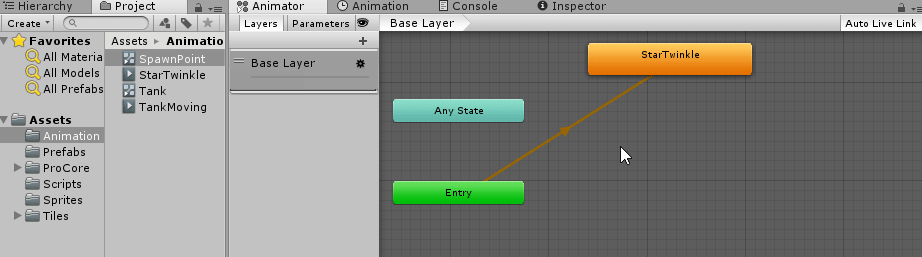 Hierarchy Project Animator Animation Console Inspector
Create Layers Parameters Base Layer Auto Live Link
Favorites
All Materia
All Models
All Prefabs
Assets
Animation
Prefabs
ProCore
Scripts
Sprites
Tiles
Assets Animatio
SpawnPoint
StarTwinkle
Tank
TankMoving
Base Layer
StarTwinkle
Any State
Entry